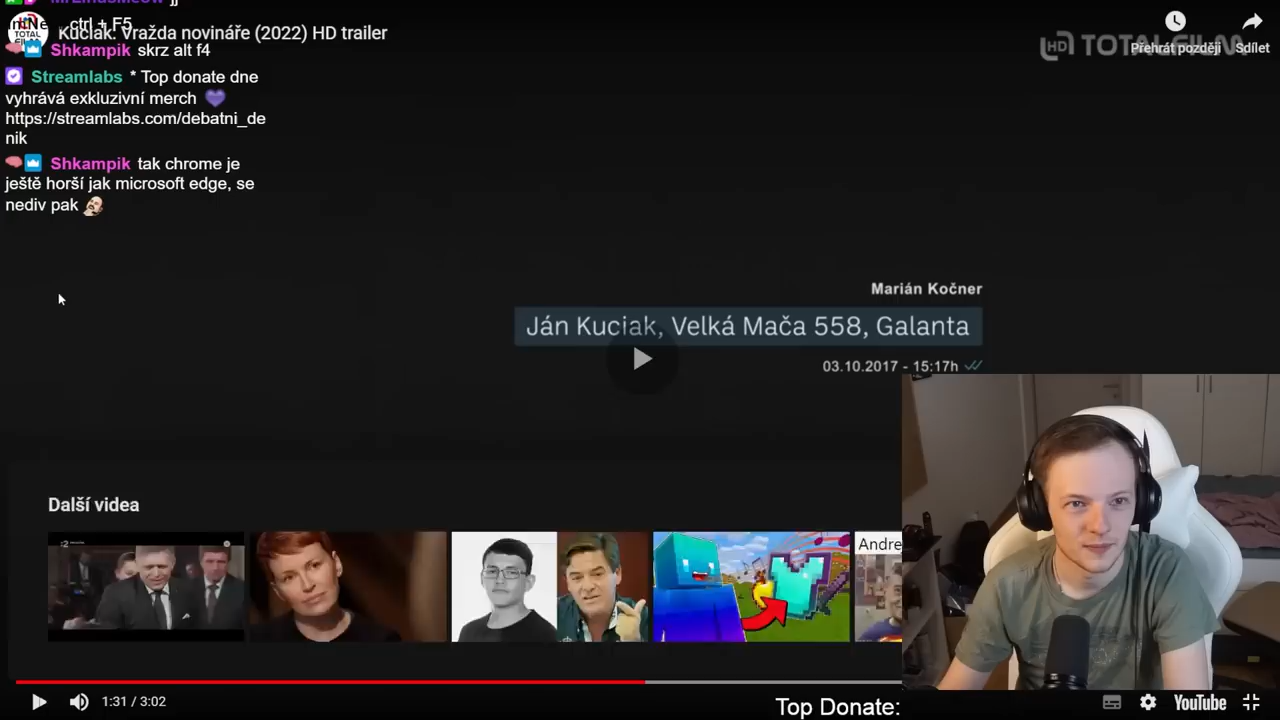 ctrl + F5
Kuciak: Vražda novináře (2022) HD trailer
Shkampik skrz alt f4
Streamlabs * Top donate dne
vyhrává exkluzivní merch
https://streamlabs.com/debatni_de
nik
Shkampik tak chrome je
ještě horší jak microsoft edge, se
nediv pak
HD TOTALFILM
Přehrát později
Sdílet
Marián Kočner
Ján Kuciak, Velká Mača 558, Galanta
03.10.2017 - 15:17h
Další videa
Andre
1:31 / 3:02
Top Donate:
YouTube